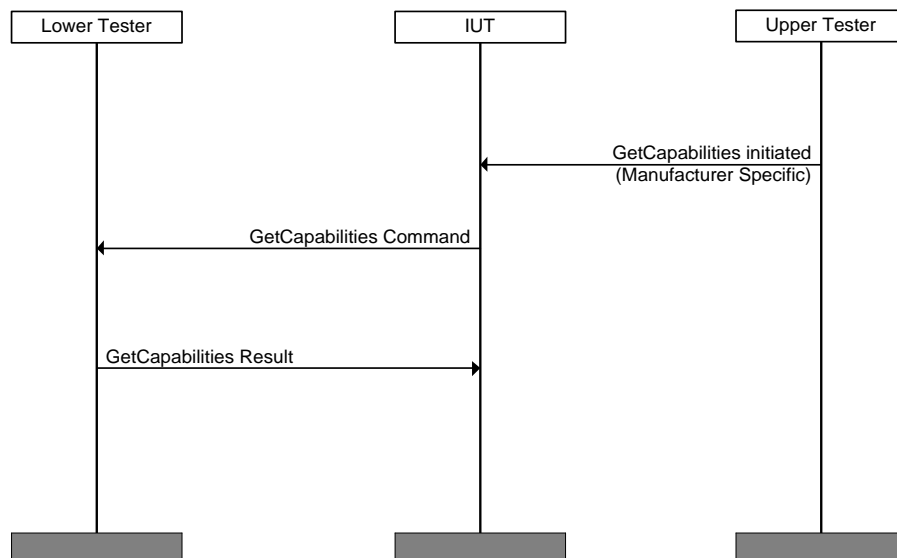 Lower Tester
IUT
Upper Tester
GetCapabilities initiated
(Manufacturer Specific)
GetCapabilities Command
GetCapabilities Result